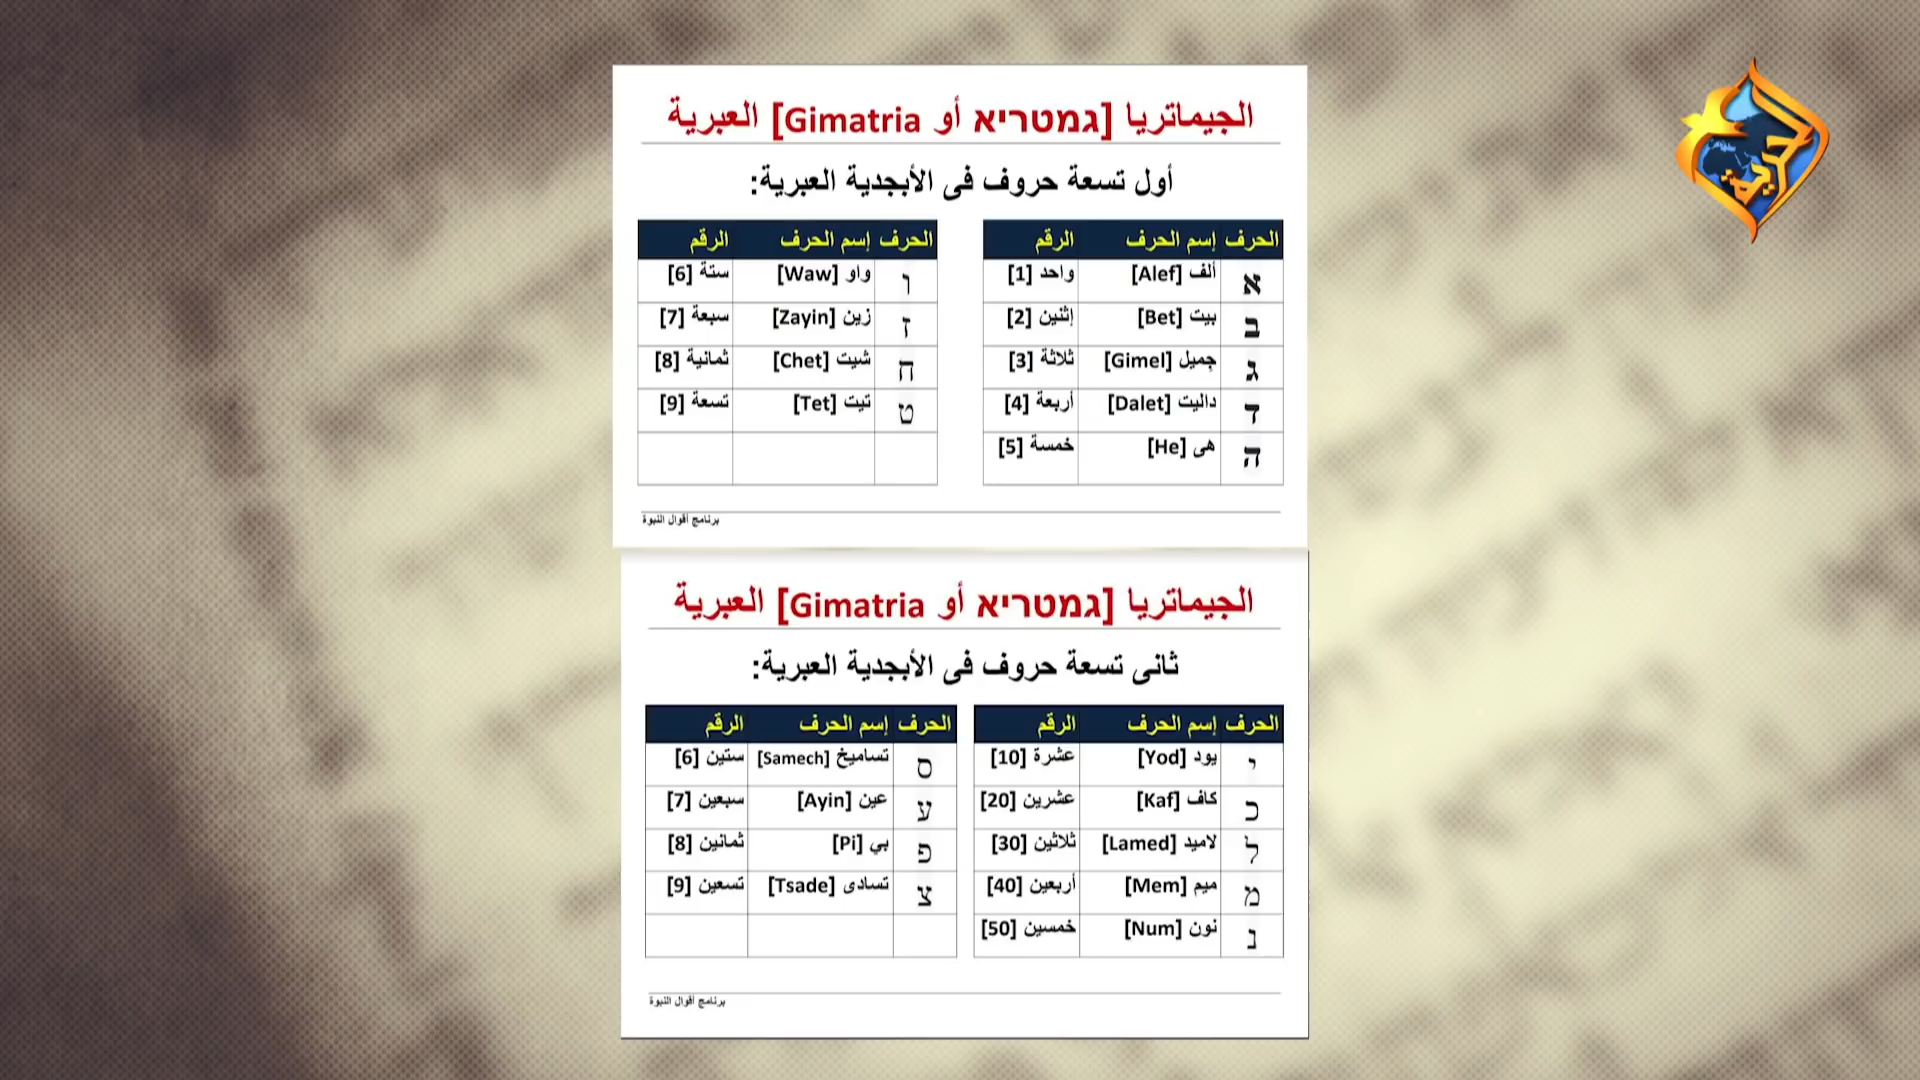 الحرية
الجيماتريا [גמטריא أو Gimatria] العبرية
أول تسعة حروف فى الأبجدية العبرية:
الحرف إسم الحرف الرقم
א ألف [Alef] واحد [1]
ב بيت [Bet] إثنين [2]
ג جميل [Gimel] ثلاثة [3]
ד داليت [Dalet] أربعة [4]
ה هى [He] خمسة [5]
الحرف إسم الحرف الرقم
ו واو [Waw] ستة [6]
ז زين [Zayin] سبعة [7]
ח شيت [Chet] ثمانية [8]
ט تيت [Tet] تسعة [9]
برنامج أقوال النبوة
الجيماتريا [גמטריא أو Gimatria] العبرية
ثانى تسعة حروف فى الأبجدية العبرية:
الحرف إسم الحرف الرقم
י يود [Yod] عشرة [10]
כ كاف [Kaf] عشرين [20]
ל لاميد [Lamed] ثلاثين [30]
מ ميم [Mem] أربعين [40]
נ نون [Num] خمسين [50]
الحرف إسم الحرف الرقم
ס تساميخ [Samech] ستين [6]
ע عين [Ayin] سبعين [7]
פ بي [Pi] ثمانين [8]
צ تسادى [Tsade] تسعين [9]
برنامج أقوال النبوة